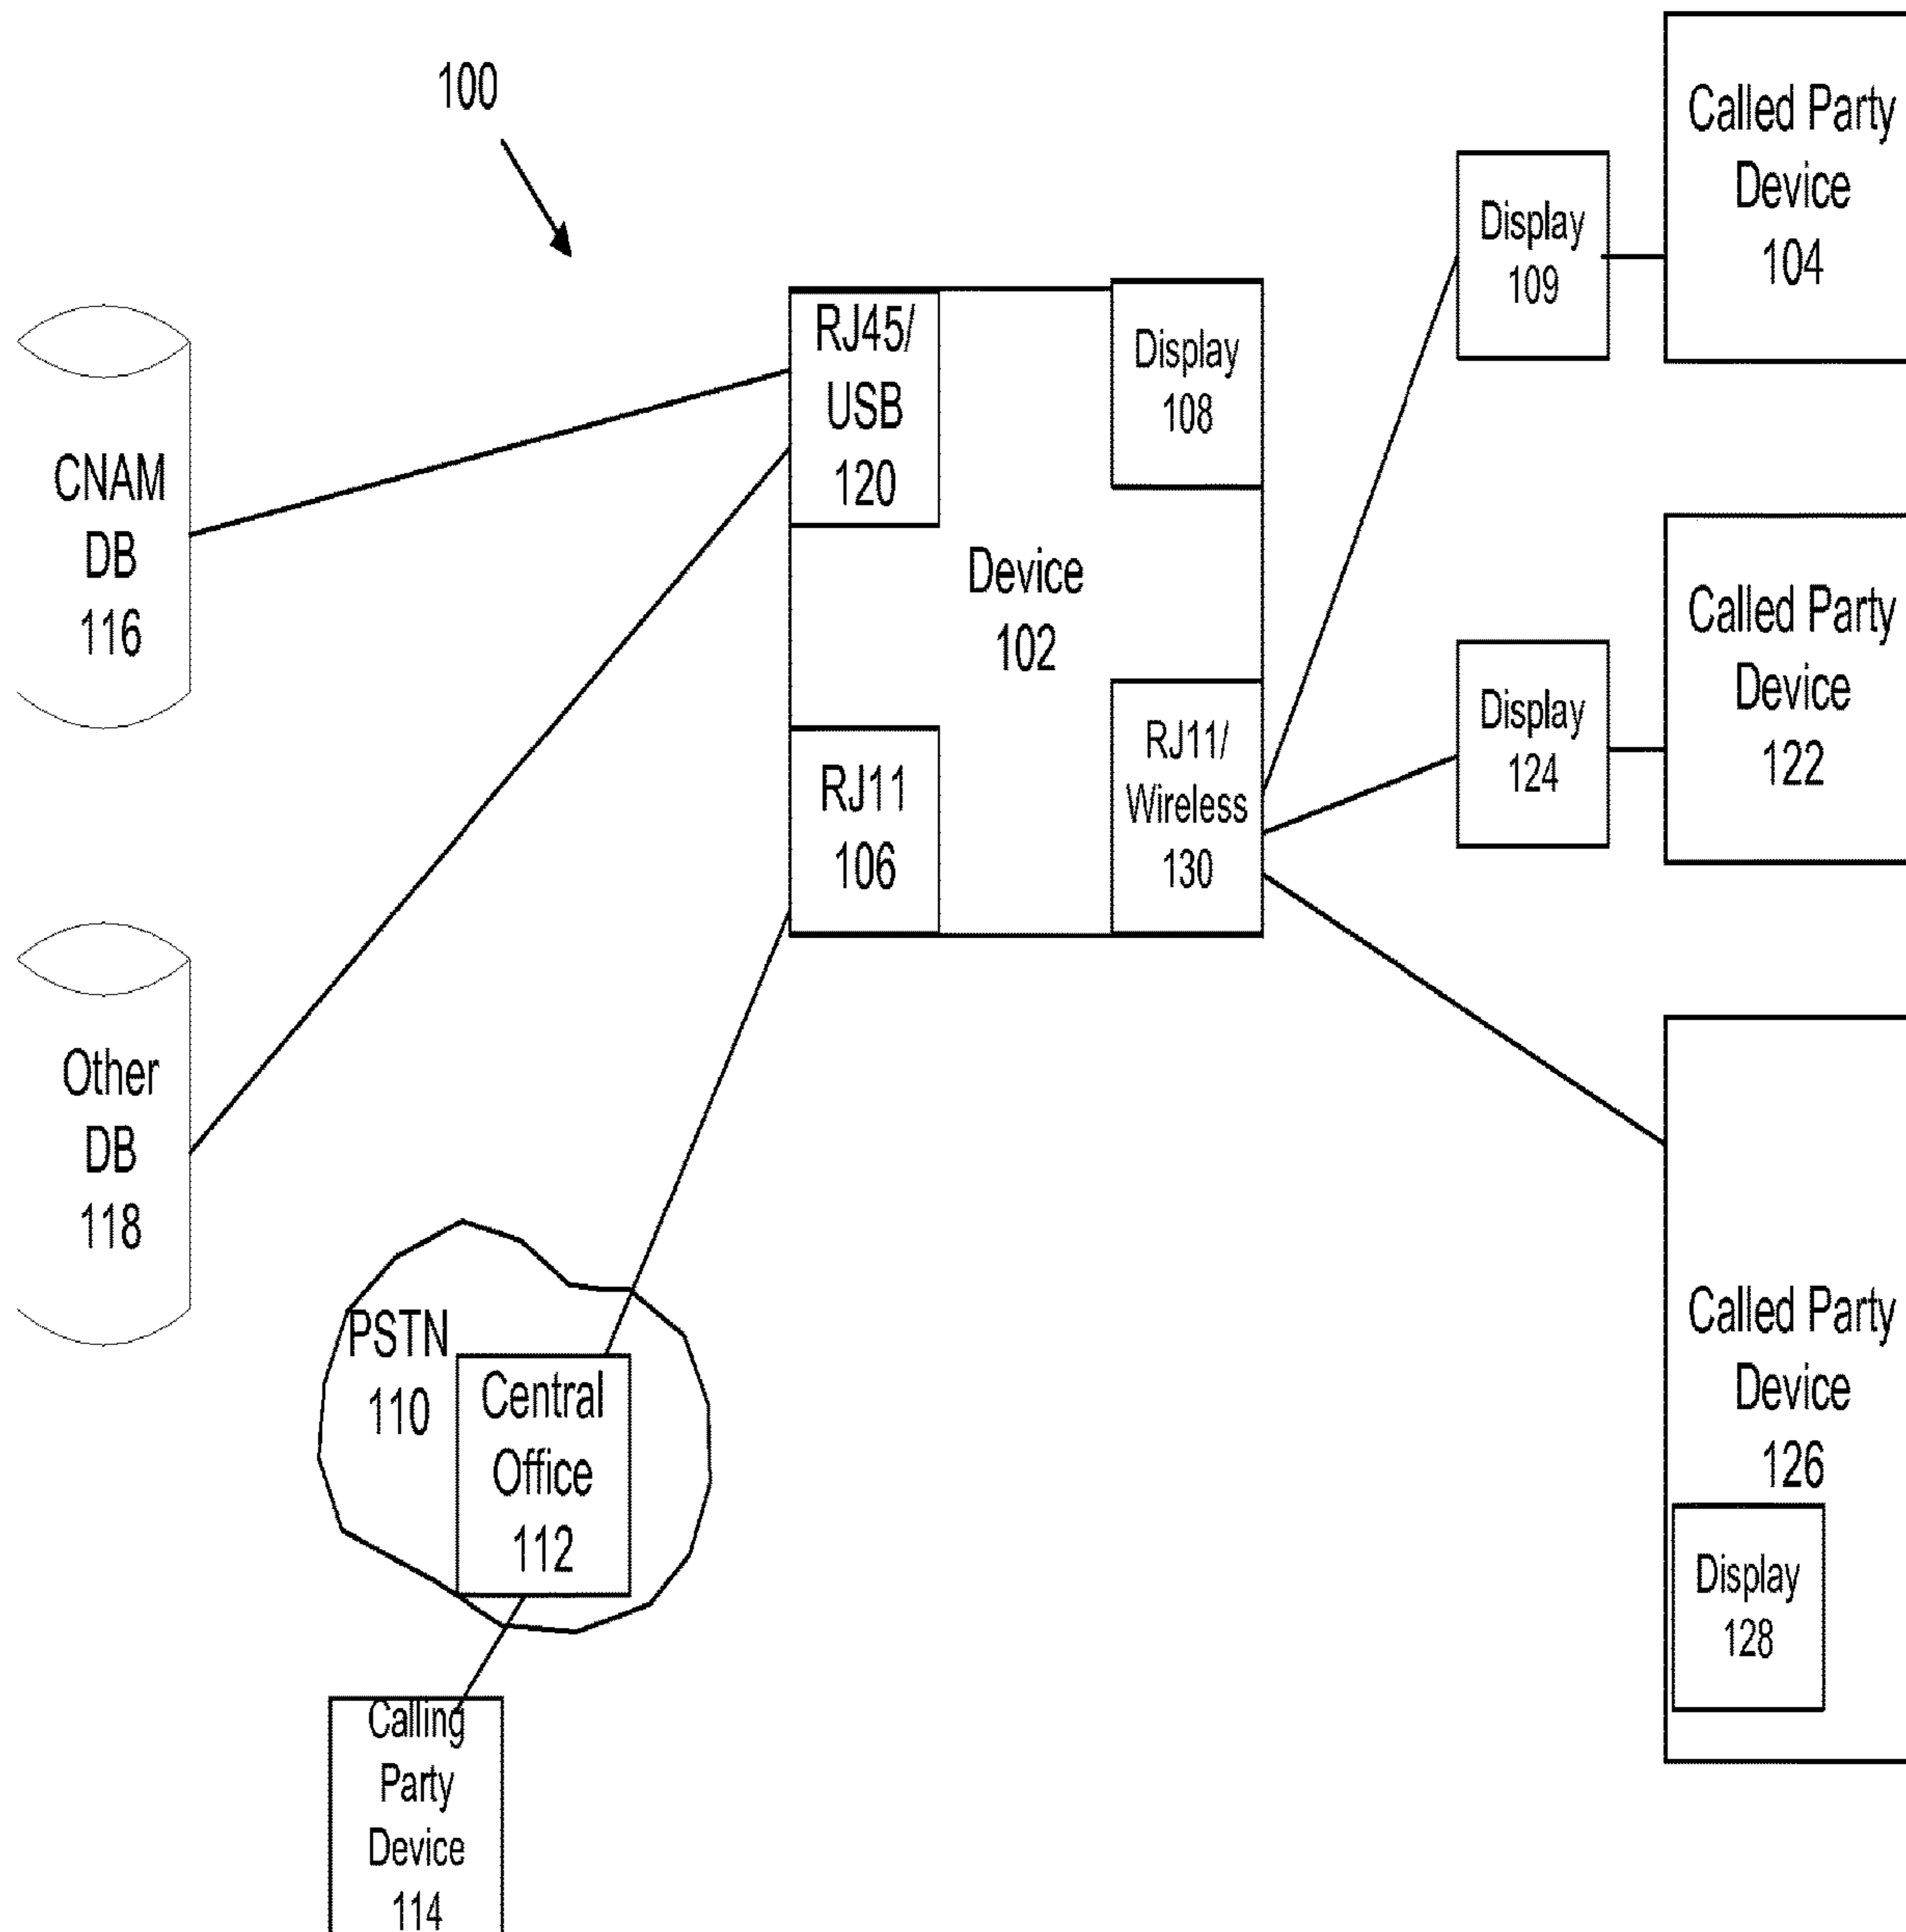 100
CNAM
DB
116
Other
DB
118
RJ45/
USB
120
Display
108
Device
102
RJ11
106
RJ11/
Wireless
130
PSTN
110
Central
Office
112
Calling
Party
Device
114
Display
109
Called Party
Device
104
Display
124
Called Party
Device
122
Called Party
Device
126
Display
128